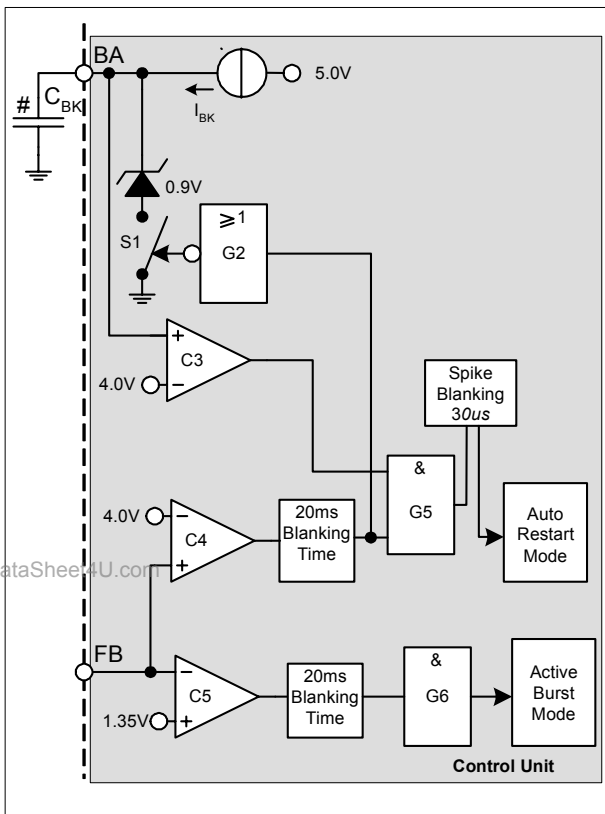 BA
5.0V
# C_BK
I_BK
0.9V
S1
≥1
G2
C3
+
-
4.0V
Spike
Blanking
30us
&
G5
4.0V
-
C4
+
20ms
Blanking
Time
Auto
Restart
Mode
ataSheet4U.com
FB
-
C5
1.35V
+
20ms
Blanking
Time
&
G6
Active
Burst
Mode
Control Unit